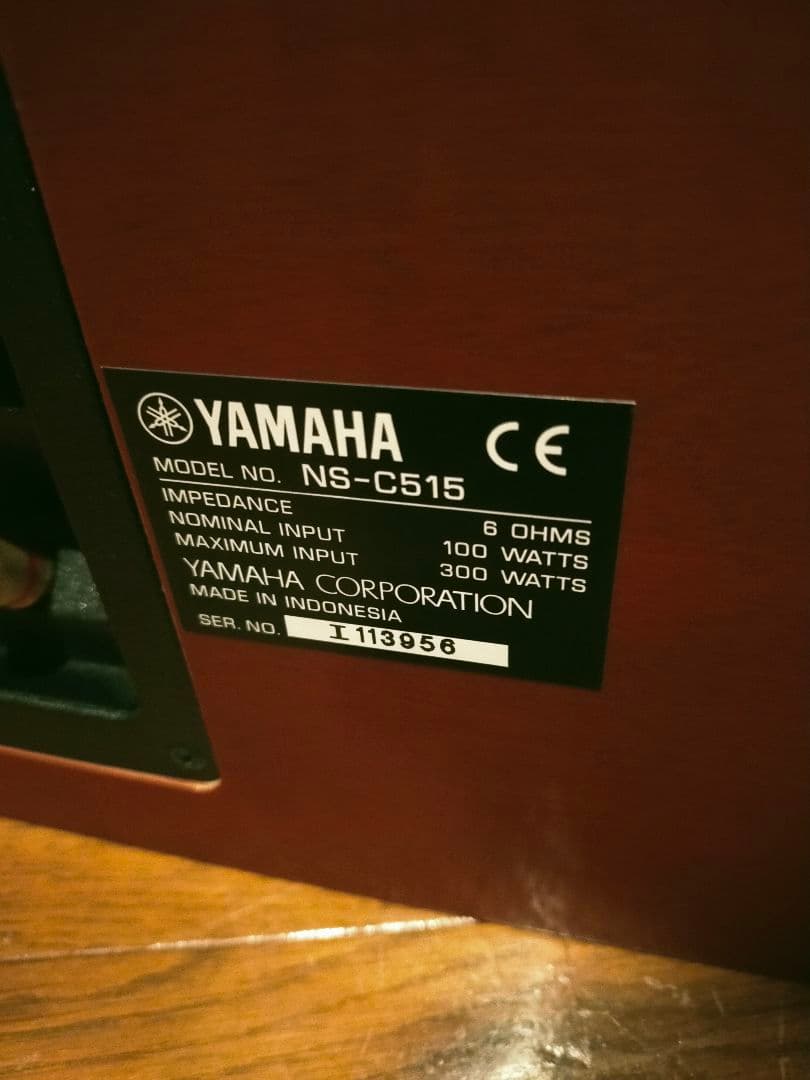 YAMAHA CE
MODEL NO. NS-C515
IMPEDANCE 6 OHMS
NOMINAL INPUT 100 WATTS
MAXIMUM INPUT 300 WATTS
YAMAHA CORPORATION
MADE IN INDONESIA
SER. NO. I 113956